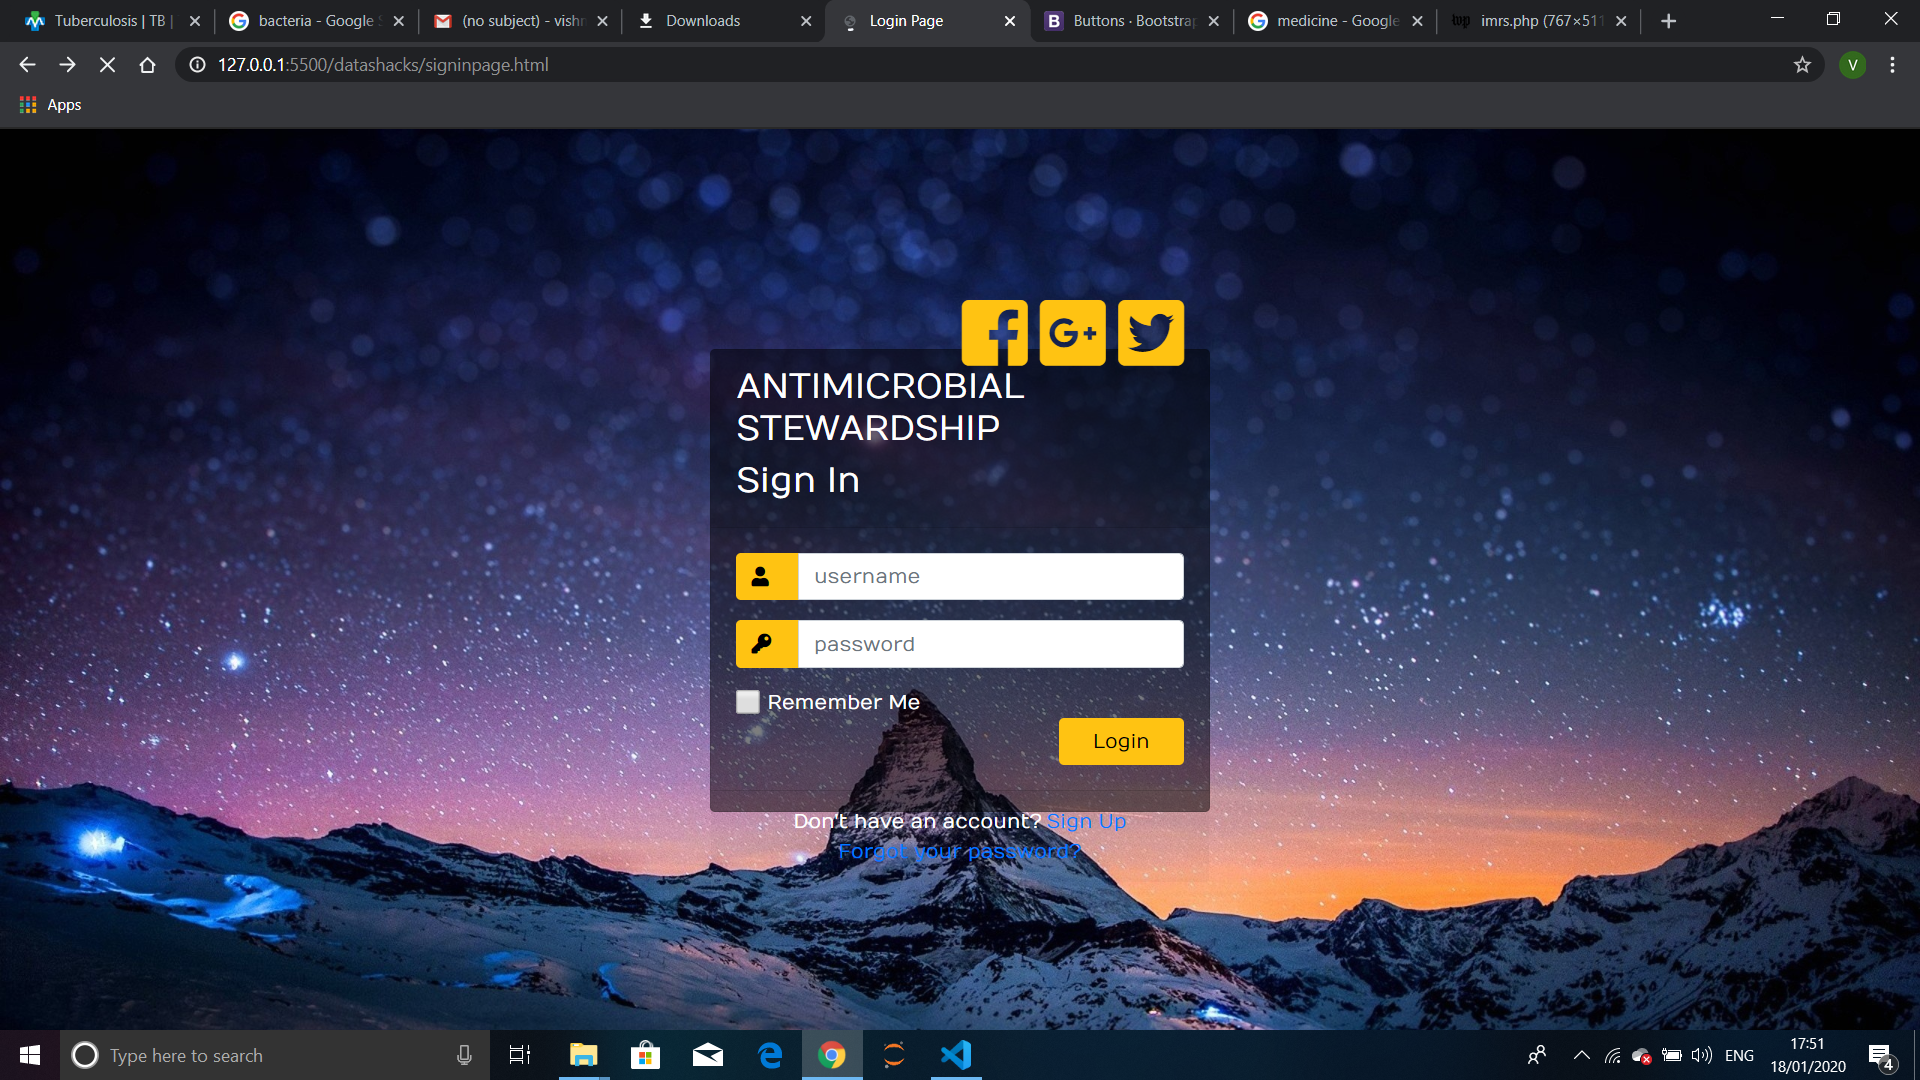 Tuberculosis | TB |
bacteria - Google S
(no subject) - vishn
Downloads
Login Page
Buttons · Bootstrap
medicine - Google
imrs.php (767×511
127.0.0.1:5500/datashacks/signinpage.html
V
Apps
ANTIMICROBIAL
STEWARDSHIP
Sign In
username
password
Remember Me
Login
Don't have an account? Sign Up
Forgot your password?
Type here to search
ENG
17:51
18/01/2020
4